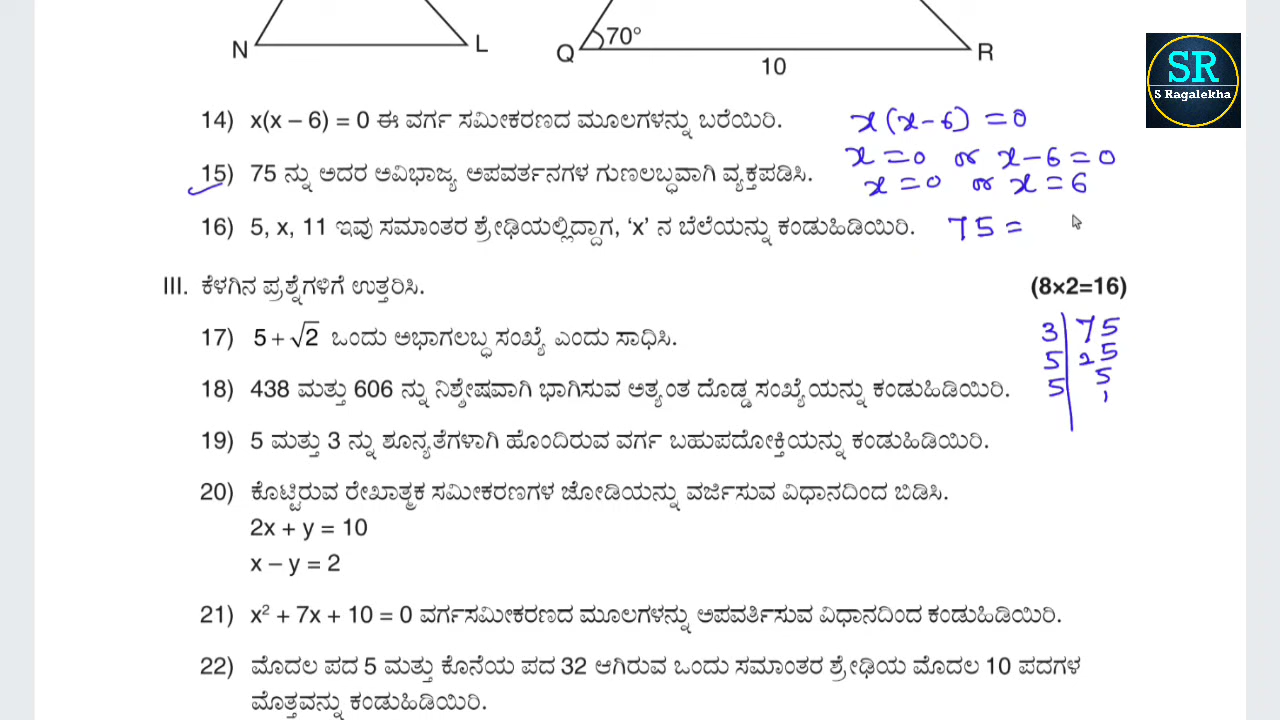 N
L
Q
70°
R
10
SR
S Ragalekha
14) x(x – 6) = 0 ಈ ವರ್ಗ ಸಮೀಕರಣದ ಮೂಲಗಳನ್ನು ಬರೆಯಿರಿ.
x(x-6) = 0
x = 0 or x-6 = 0
15) 75 ನ್ನು ಅದರ ಅವಿಭಾಜ್ಯ ಅಪವರ್ತನಗಳ ಗುಣಲಬ್ಧವಾಗಿ ವ್ಯಕ್ತಪಡಿಸಿ.
x = 0 or x = 6
16) 5, x, 11 ಇವು ಸಮಾಂತರ ಶ್ರೇಢಿಯಲ್ಲಿದ್ದಾಗ, ‘x’ ನ ಬೆಲೆಯನ್ನು ಕಂಡುಹಿಡಿಯಿರಿ.
75 =
III. ಕೆಳಗಿನ ಪ್ರಶ್ನೆಗಳಿಗೆ ಉತ್ತರಿಸಿ. (8×2=16)
3 75
5 25
5 5
1
17) 5 + √2 ಒಂದು ಅಭಾಗಲಬ್ಧ ಸಂಖ್ಯೆ ಎಂದು ಸಾಧಿಸಿ.
18) 438 ಮತ್ತು 606 ನ್ನು ನಿಶ್ಶೇಷವಾಗಿ ಭಾಗಿಸುವ ಅತ್ಯಂತ ದೊಡ್ಡ ಸಂಖ್ಯೆಯನ್ನು ಕಂಡುಹಿಡಿಯಿರಿ.
19) 5 ಮತ್ತು 3 ನ್ನು ಶೂನ್ಯತೆಗಳಾಗಿ ಹೊಂದಿರುವ ವರ್ಗ ಬಹುಪದೋಕ್ತಿಯನ್ನು ಕಂಡುಹಿಡಿಯಿರಿ.
20) ಕೊಟ್ಟಿರುವ ರೇಖಾತ್ಮಕ ಸಮೀಕರಣಗಳ ಜೋಡಿಯನ್ನು ವರ್ಜಿಸುವ ವಿಧಾನದಿಂದ ಬಿಡಿಸಿ.
2x + y = 10
x – y = 2
21) x² + 7x + 10 = 0 ವರ್ಗಸಮೀಕರಣದ ಮೂಲಗಳನ್ನು ಅಪವರ್ತಿಸುವ ವಿಧಾನದಿಂದ ಕಂಡುಹಿಡಿಯಿರಿ.
22) ಮೊದಲ ಪದ 5 ಮತ್ತು ಕೊನೆಯ ಪದ 32 ಆಗಿರುವ ಒಂದು ಸಮಾಂತರ ಶ್ರೇಢಿಯ ಮೊದಲ 10 ಪದಗಳ
ಮೊತ್ತವನ್ನು ಕಂಡುಹಿಡಿಯಿರಿ.